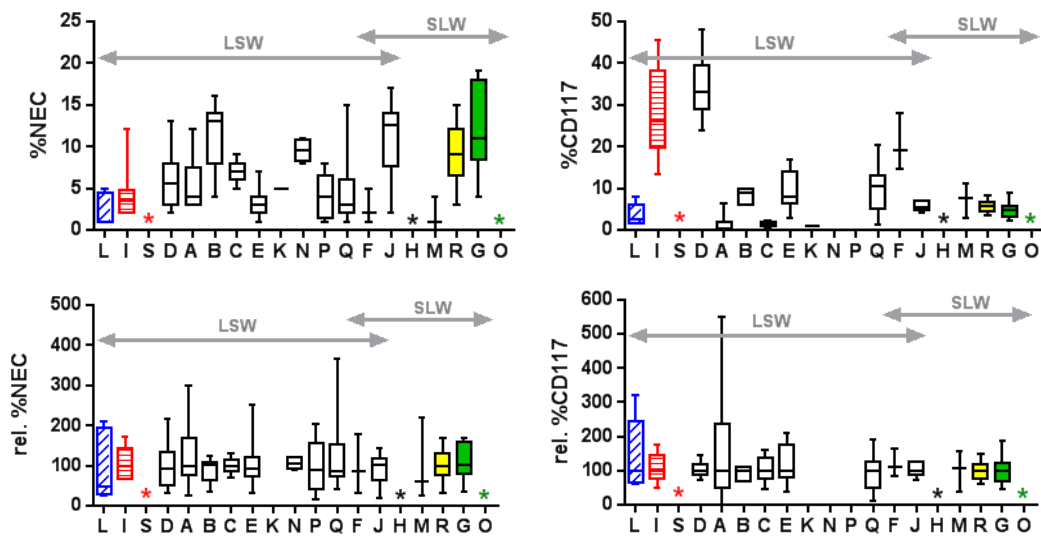 SLW
LSW
%NEC
25
20
15
10
5
0
*
*
*
L I S D A B C E K N P Q F J H M R G O
SLW
LSW
%CD117
50
40
30
20
10
0
*
*
*
L I S D A B C E K N P Q F J H M R G O
SLW
LSW
rel. %NEC
500
400
300
200
100
0
*
*
*
L I S D A B C E K N P Q F J H M R G O
SLW
LSW
rel. %CD117
600
500
400
300
200
100
0
*
*
*
L I S D A B C E K N P Q F J H M R G O